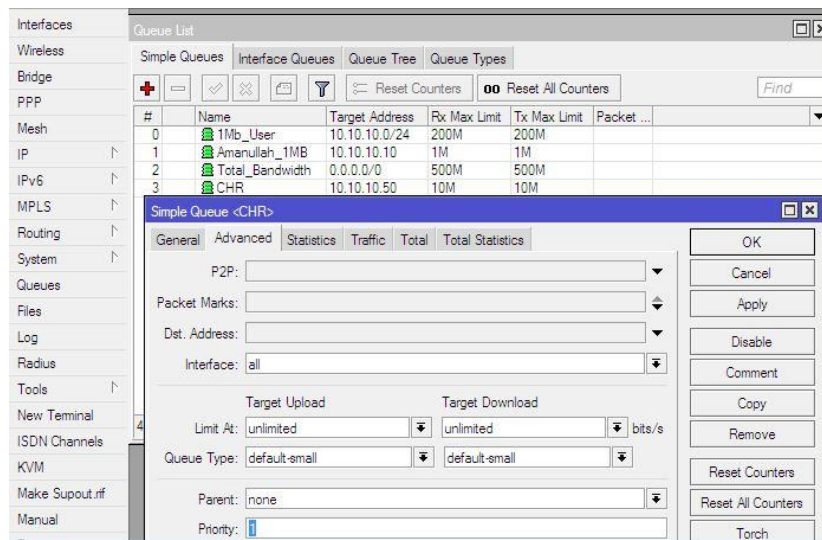 Interfaces
Wireless
Bridge
PPP
Mesh
IP
IPv6
MPLS
Routing
System
Queues
Files
Log
Radius
Tools
New Terminal
ISDN Channels
KVM
Make Supout.rif
Manual
Queue List
Simple Queues Interface Queues Queue Tree Queue Types
Reset Counters 00 Reset All Counters Find
# Name Target Address Rx Max Limit Tx Max Limit Packet ...
0 1Mb_User 10.10.10.0/24 200M 200M
1 Amanullah_1MB 10.10.10.10 1M 1M
2 Total_Bandwidth 0.0.0.0/0 500M 500M
3 CHR 10.10.10.50 10M 10M
4
Simple Queue <CHR>
General Advanced Statistics Traffic Total Total Statistics
P2P:
Packet Marks:
Dst. Address:
Interface: all
Target Upload Target Download
Limit At: unlimited unlimited bits/s
Queue Type: default-small default-small
Parent: none
Priority: 1
OK
Cancel
Apply
Disable
Comment
Copy
Remove
Reset Counters
Reset All Counters
Torch